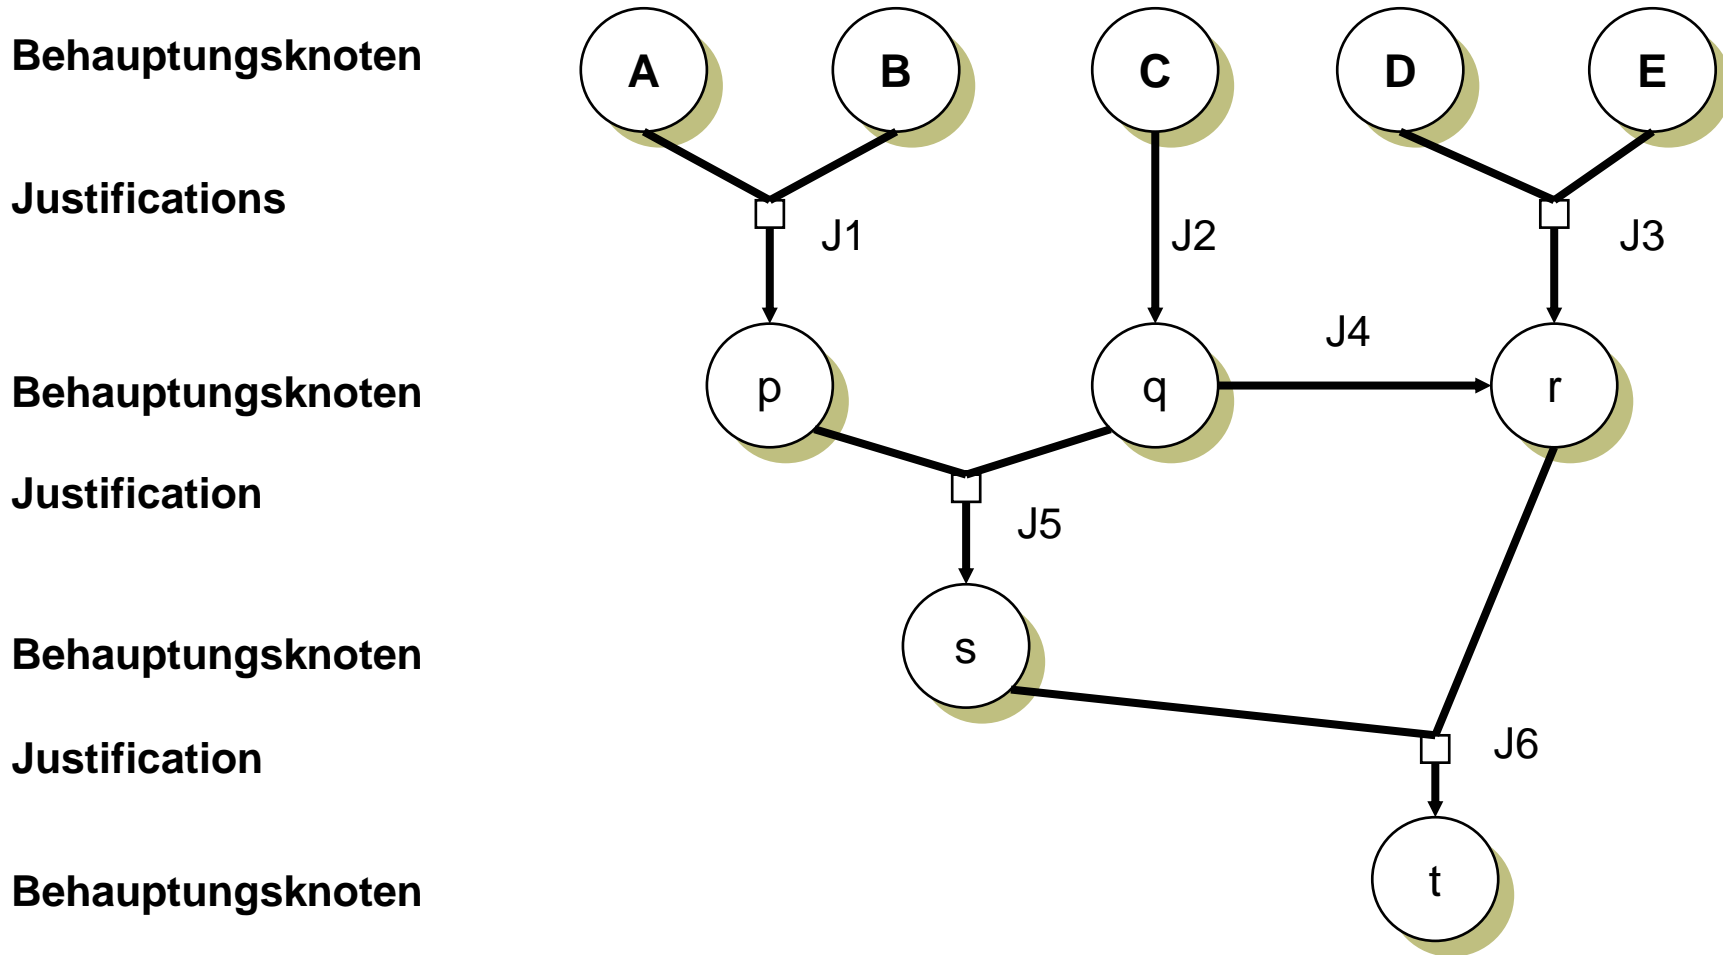 Behauptungsknoten A B C D E
Justifications J1 J2 J3
J4
Behauptungsknoten p q r
Justification J5
Behauptungsknoten s
Justification J6
Behauptungsknoten t